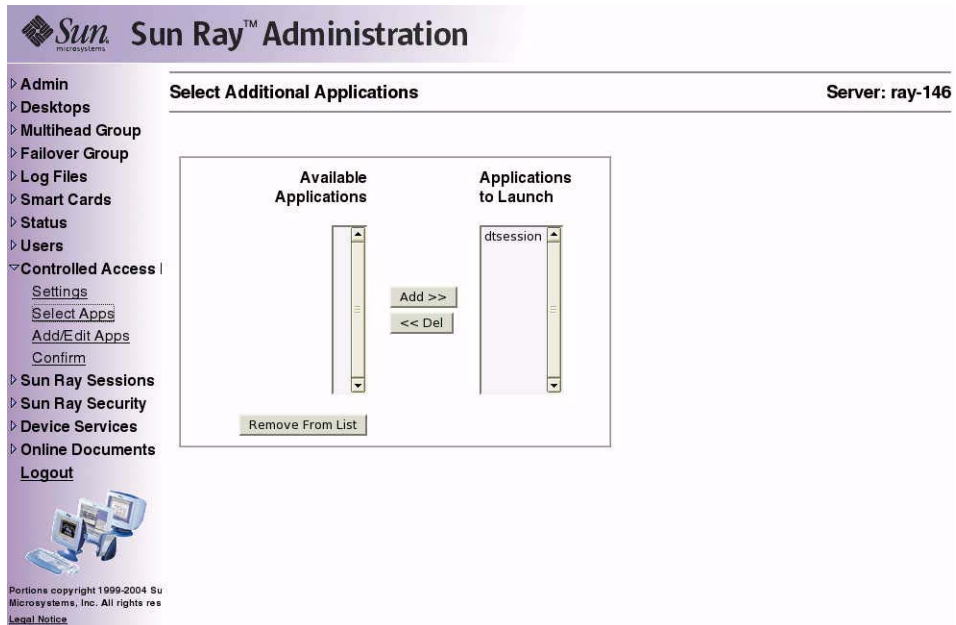 Sun microsystems Sun Ray™ Administration
Admin
Desktops
Multihead Group
Failover Group
Log Files
Smart Cards
Status
Users
Controlled Access
Settings
Select Apps
Add/Edit Apps
Confirm
Sun Ray Sessions
Sun Ray Security
Device Services
Online Documents
Logout
Portions copyright 1999-2004 Su
Microsystems, Inc. All rights res
Legal Notice
Select Additional Applications
Server: ray-146
Available
Applications
Applications
to Launch
dtsession
Add >>
<< Del
Remove From List